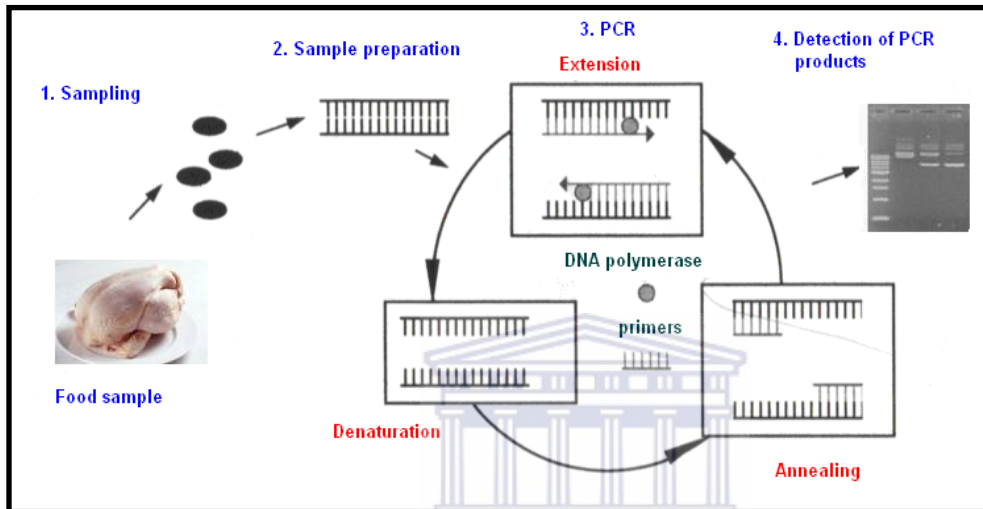 1. Sampling
2. Sample preparation
3. PCR
Extension
4. Detection of PCR
products
DNA polymerase
primers
Food sample
Denaturation
Annealing